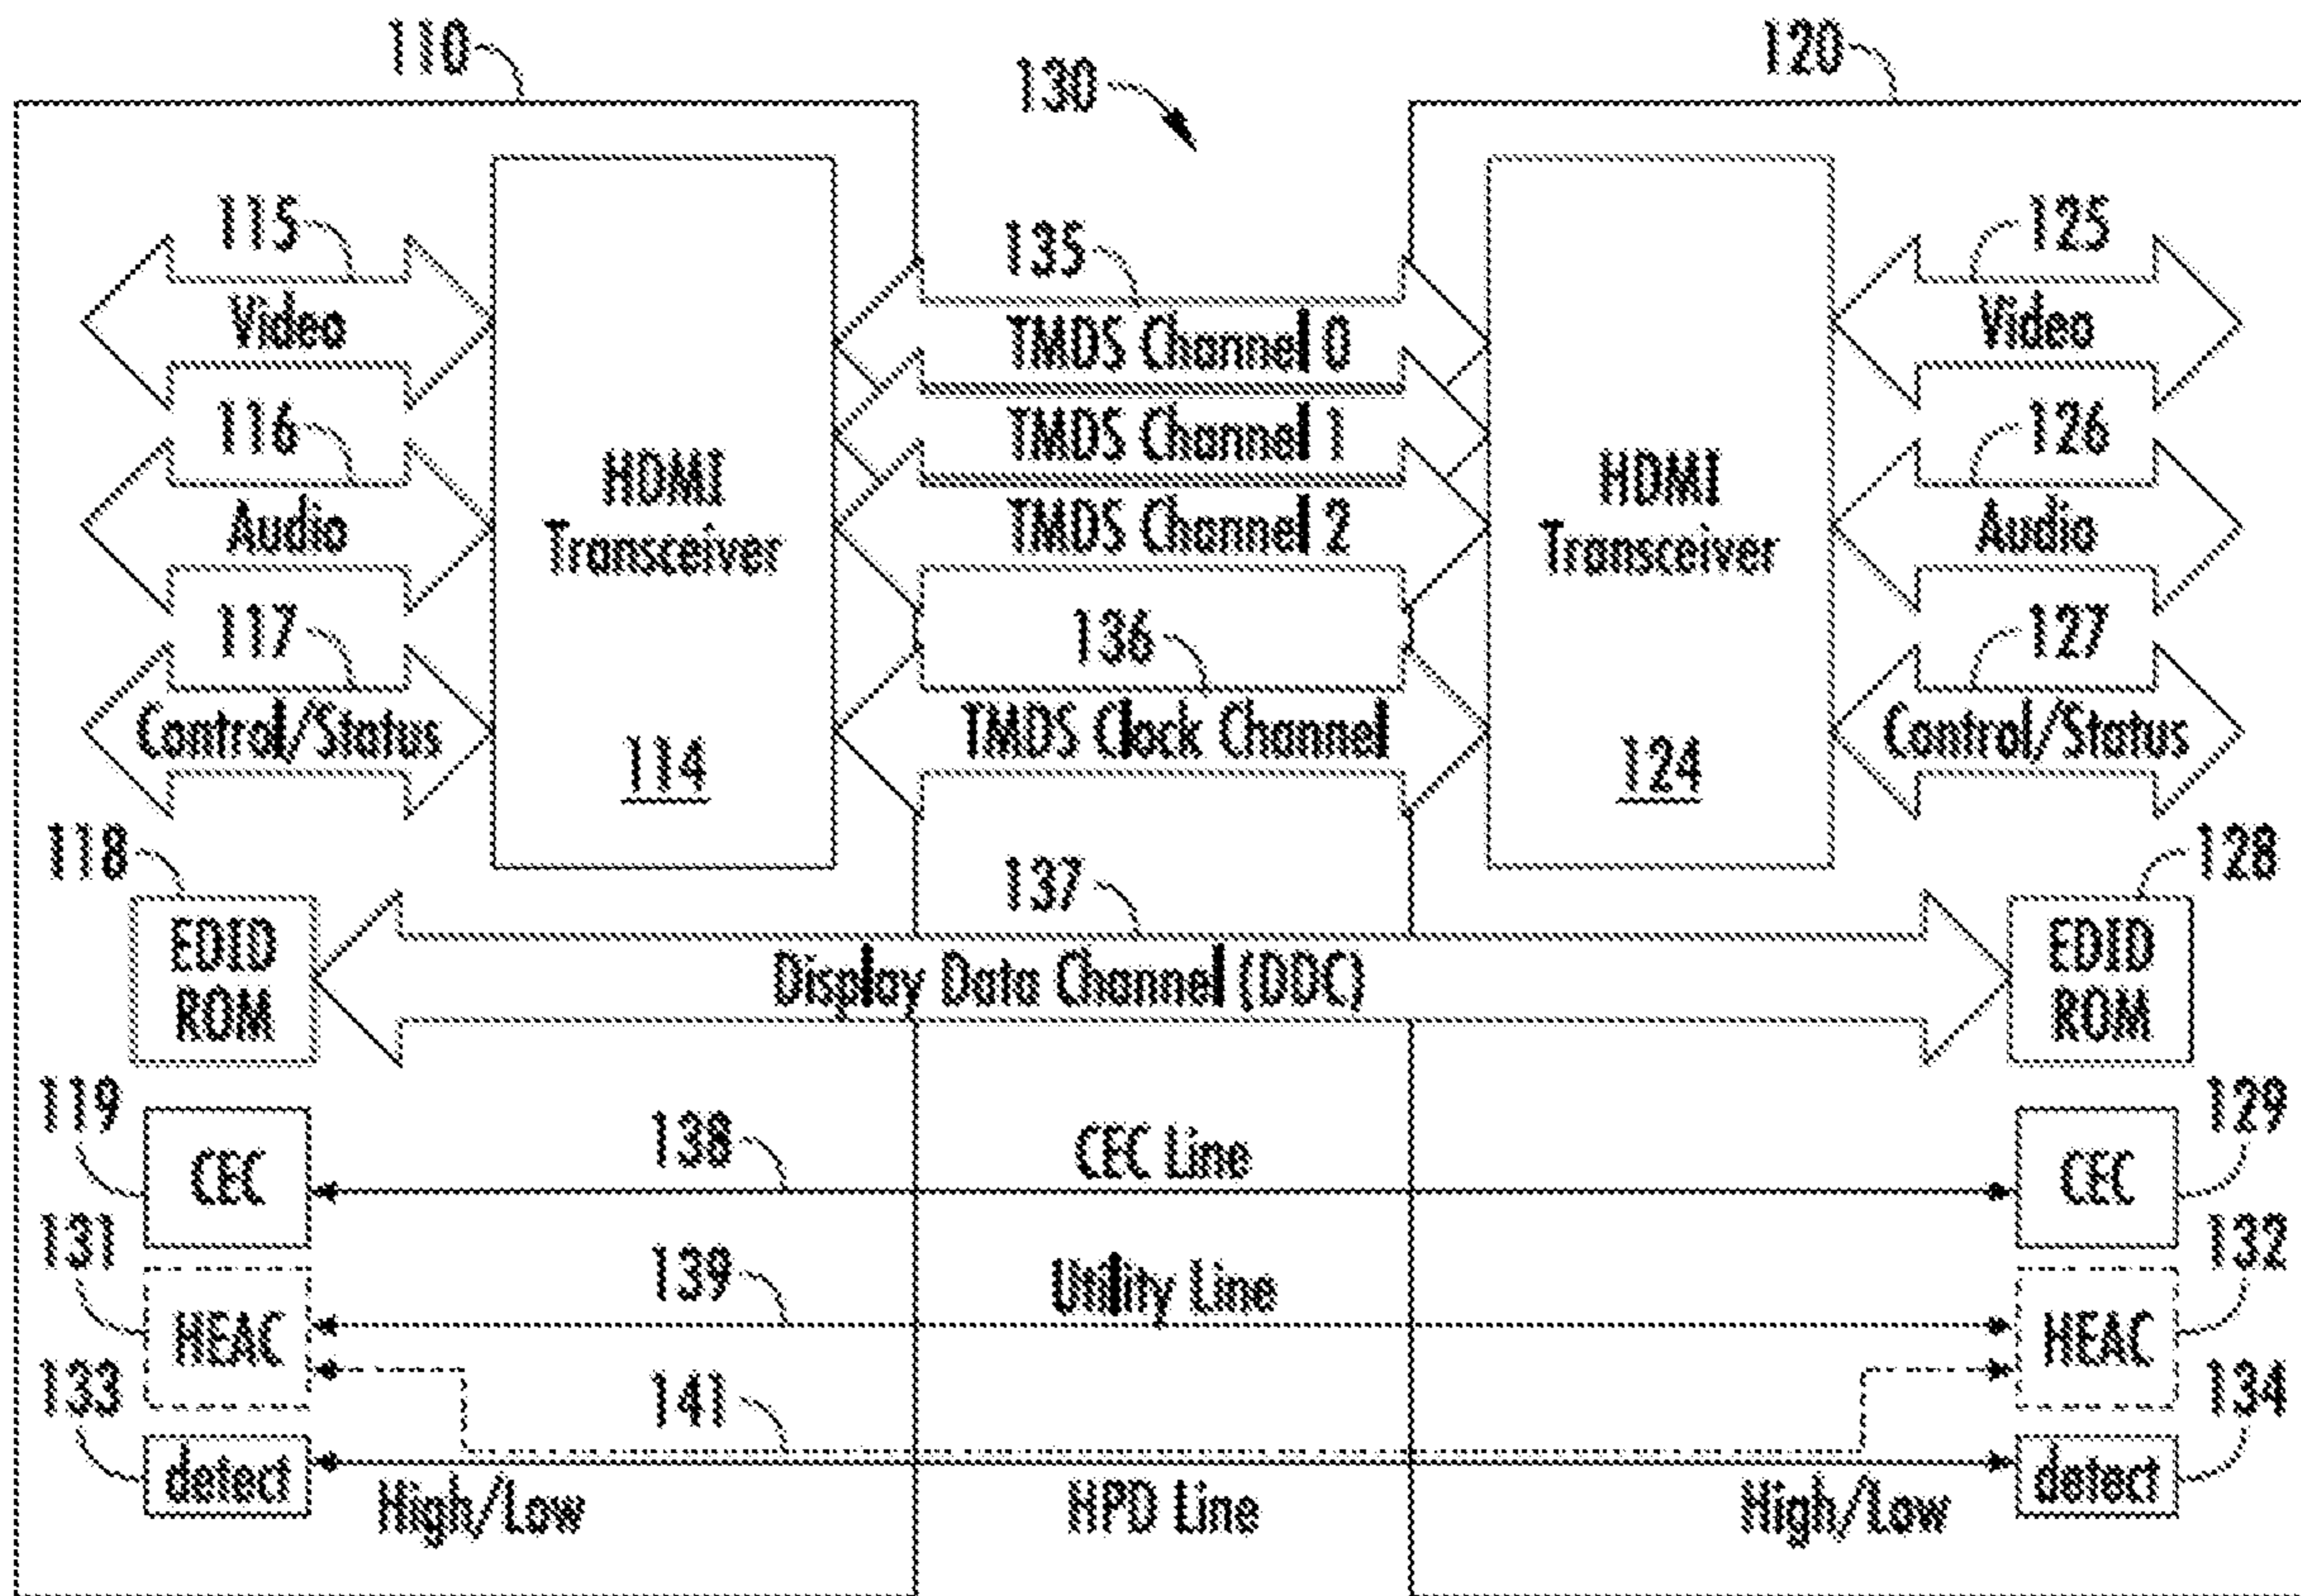 110
120
130
115
Video
116
Audio
117
Control/Status
HDMI
Transceiver
114
135
TMDS Channel 0
TMDS Channel 1
TMDS Channel 2
136
TMDS Clock Channel
HDMI
Transceiver
124
125
Video
126
Audio
127
Control/Status
118
EDID
ROM
137
Display Data Channel (DDC)
128
EDID
ROM
119
CEC
138
CEC Line
129
CEC
131
HEAC
139
Utility Line
132
HEAC
133
detect
141
High/Low
HPD Line
High/Low
134
detect